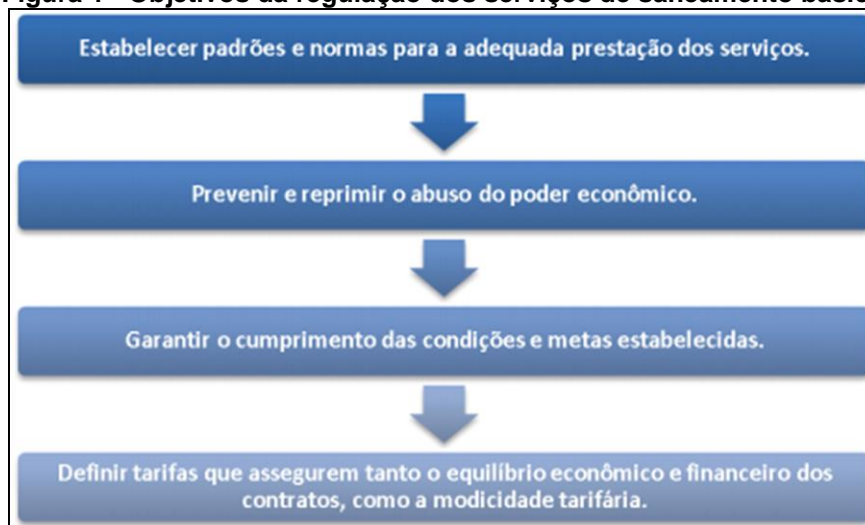 Estabelecer padrões e normas para a adequada prestação dos serviços.
Prevenir e reprimir o abuso do poder econômico.
Garantir o cumprimento das condições e metas estabelecidas.
Definir tarifas que assegurem tanto o equilíbrio econômico e financeiro dos
contratos, como a modicidade tarifária.